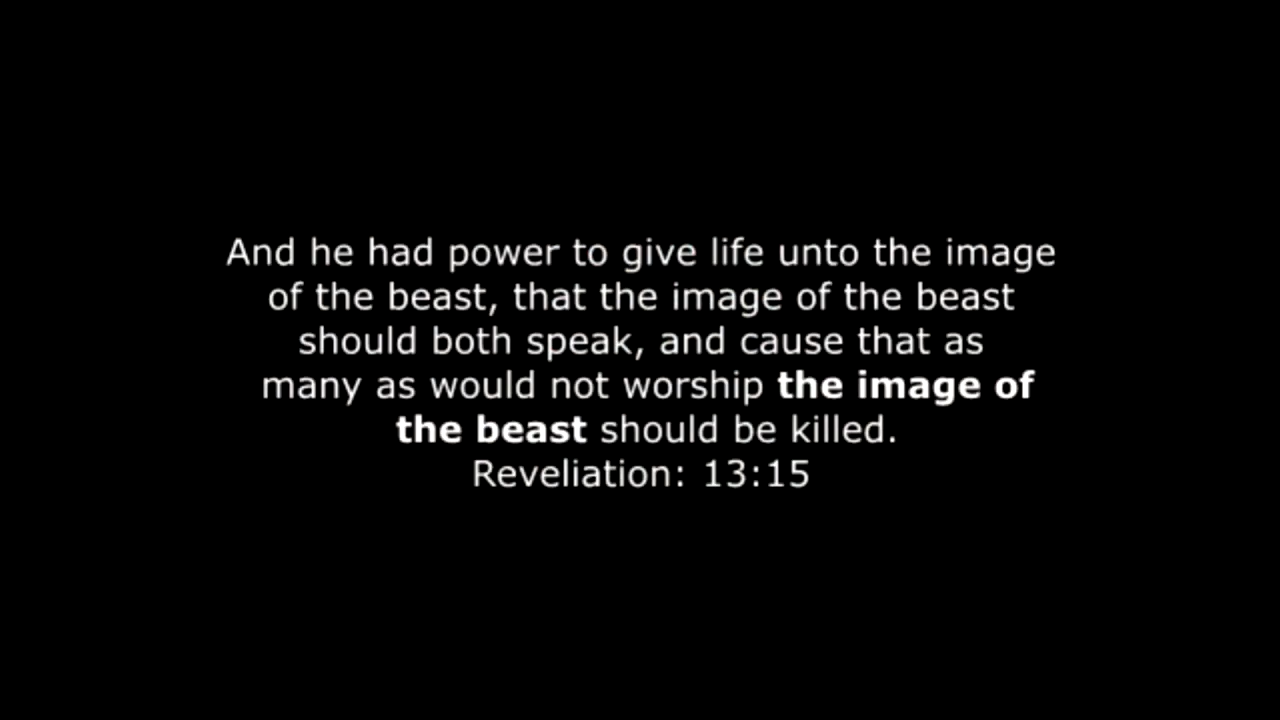 And he had power to give life unto the image
of the beast, that the image of the beast
should both speak, and cause that as
many as would not worship the image of
the beast should be killed.
Reveliation: 13:15